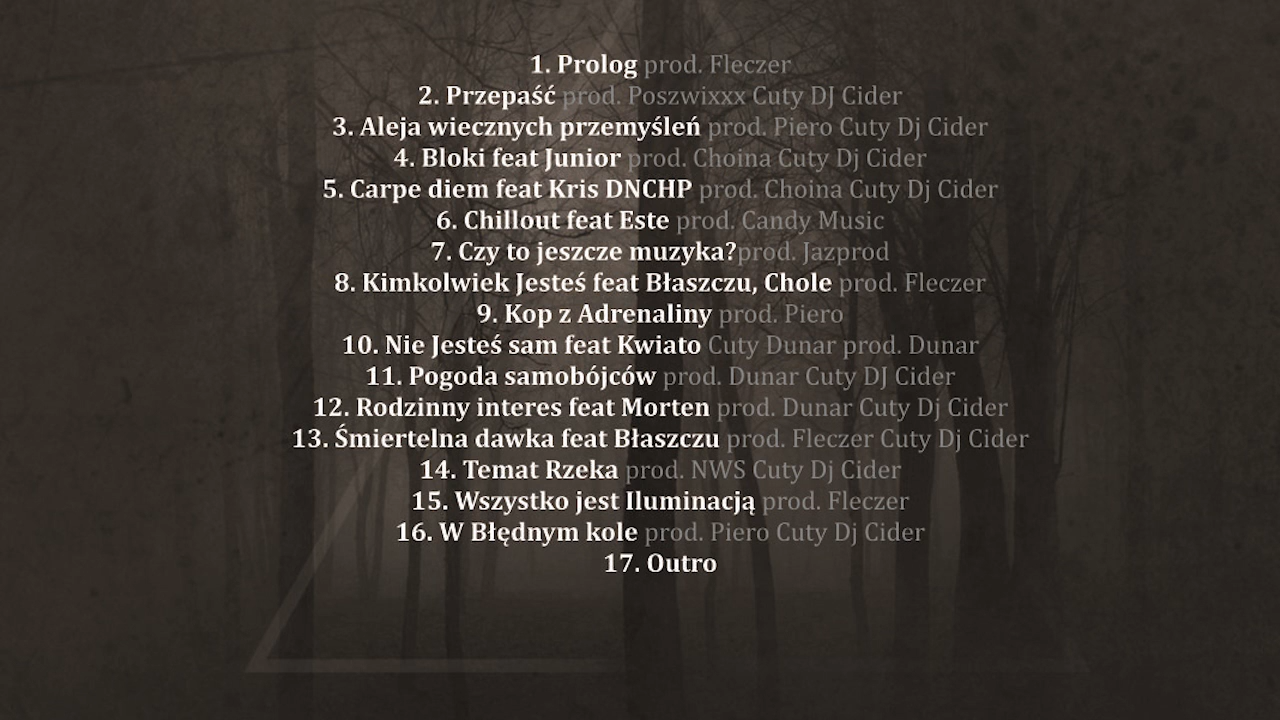 1. Prolog prod. Fleczer
2. Przepaść prod. Poszwixxx Cuty DJ Cider
3. Aleja wiecznych przemyśleń prod. Piero Cuty Dj Cider
4. Bloki feat Junior prod. Choina Cuty Dj Cider
5. Carpe diem feat Kris DNCHP prod. Choina Cuty Dj Cider
6. Chillout feat Este prod. Candy Music
7. Czy to jeszcze muzyka?prod. Jazprod
8. Kimkolwiek Jesteś feat Błaszczu, Chole prod. Fleczer
9. Kop z Adrenaliny prod. Piero
10. Nie Jesteś sam feat Kwiato Cuty Dunar prod. Dunar
11. Pogoda samobójców prod. Dunar Cuty DJ Cider
12. Rodzinny interes feat Morten prod. Dunar Cuty Dj Cider
13. Śmiertelna dawka feat Błaszczu prod. Fleczer Cuty Dj Cider
14. Temat Rzeka prod. NWS Cuty Dj Cider
15. Wszystko jest Iluminacją prod. Fleczer
16. W Błędnym kole prod. Piero Cuty Dj Cider
17. Outro